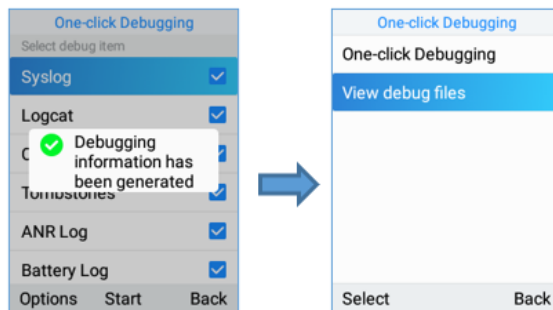 One-click Debugging
Select debug item
Syslog
Logcat
Debugging
information has
been generated
Tombstones
ANR Log
Battery Log
Options Start Back
One-click Debugging
One-click Debugging
View debug files
Select Back